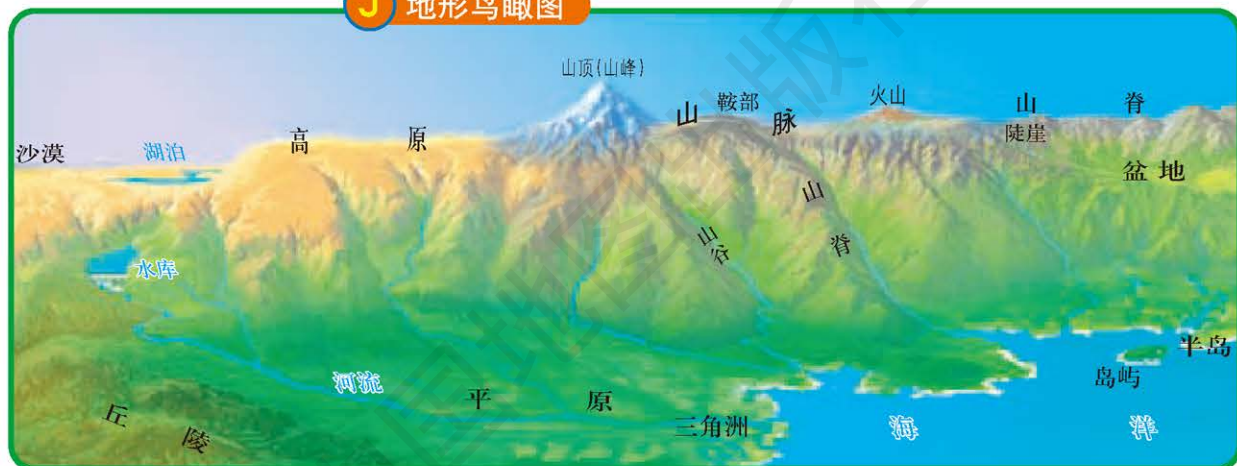 J 地形鸟瞰图
山顶(山峰)
山脉
鞍部
火山
山脊
陡崖
高原
沙漠
湖泊
盆地
山脊
山谷
水库
半岛
岛屿
河流
平原
丘陵
三角洲
海洋